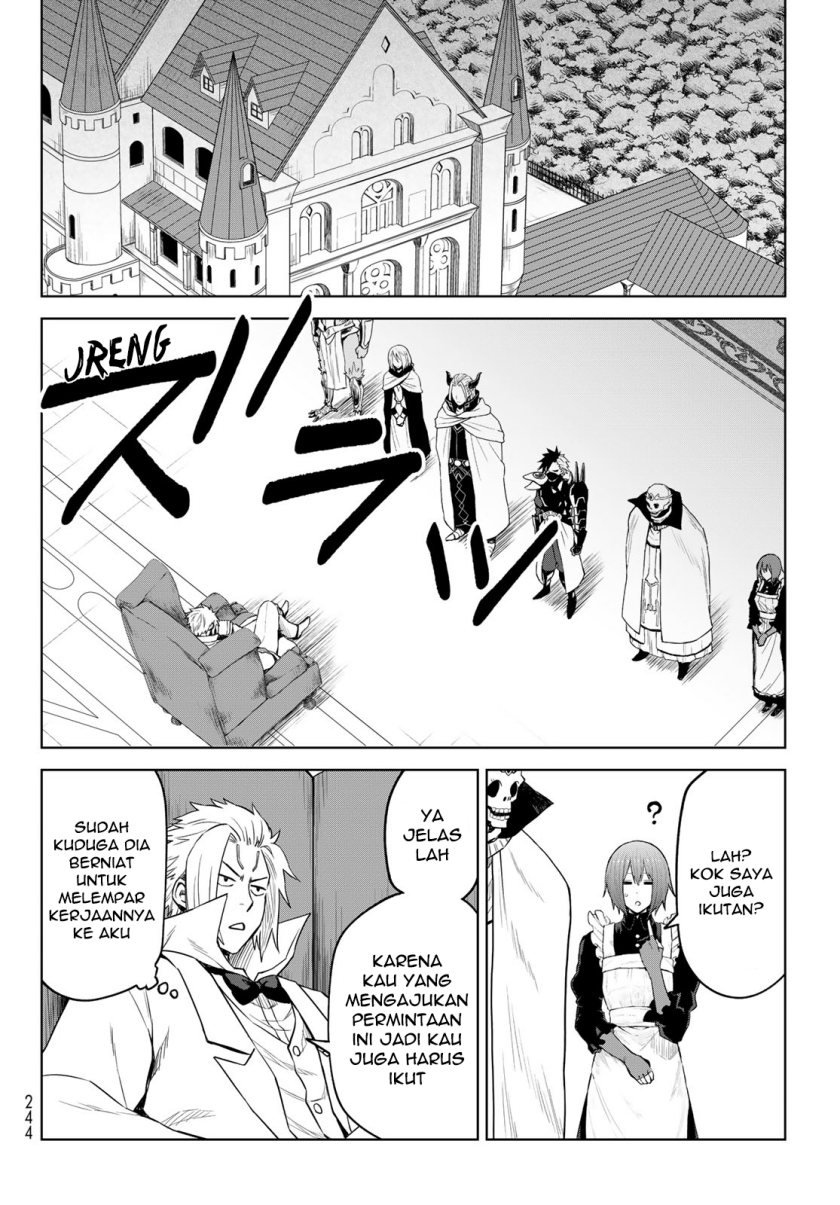 JRENG
ズズ
ラッ
?
LAH?
KOK SAYA
JUGA
IKUTAN?
YA
JELAS
LAH
KARENA
KAU YANG
MENGAJUKAN
PERMINTAAN
INI JADI KAU
JUGA HARUS
IKUT
SUDAH
KUDUGA DIA
BERNIAT
UNTUK
MELEMPAR
KERJAANNYA
KE AKU
244